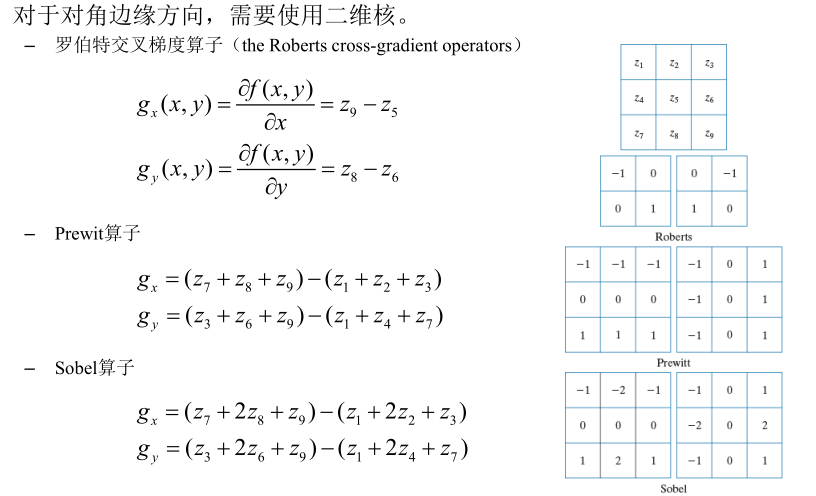 对于对角边缘方向，需要使用二维核。
– 罗伯特交叉梯度算子（the Roberts cross-gradient operators）
g_x(x, y) = ∂f(x, y)/∂x = z_9 − z_5
g_y(x, y) = ∂f(x, y)/∂y = z_8 − z_6
– Prewit算子
g_x = (z_7 + z_8 + z_9) − (z_1 + z_2 + z_3)
g_y = (z_3 + z_6 + z_9) − (z_1 + z_4 + z_7)
– Sobel算子
g_x = (z_7 + 2z_8 + z_9) − (z_1 + 2z_2 + z_3)
g_y = (z_3 + 2z_6 + z_9) − (z_1 + 2z_4 + z_7)
z_1 z_2 z_3
z_4 z_5 z_6
z_7 z_8 z_9
−1 0 0 −1
0 1 1 0
Roberts
−1 −1 −1 −1 0 1
0 0 0 −1 0 1
1 1 1 −1 0 1
Prewitt
−1 −2 −1 −1 0 1
0 0 0 −2 0 2
1 2 1 −1 0 1
Sobel